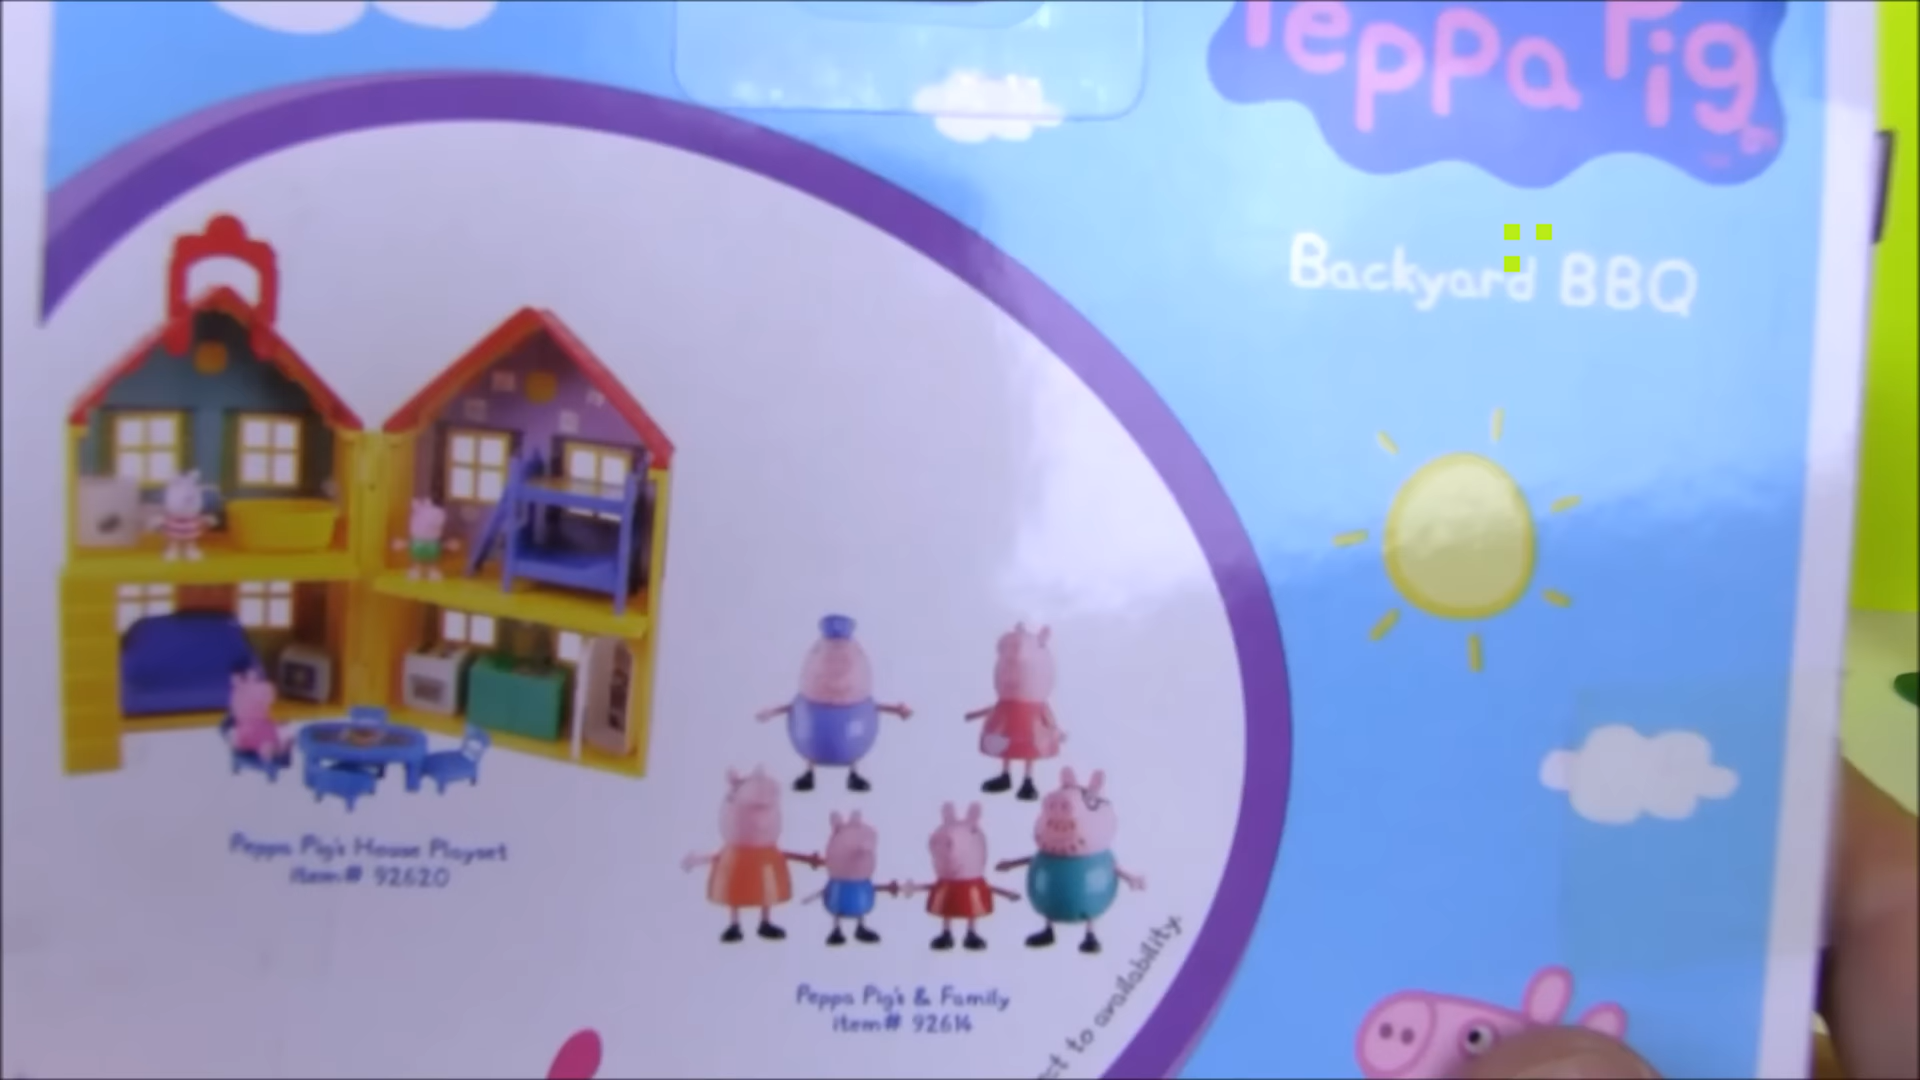 Peppa Pig
Backyard BBQ
Peppa Pig's House Playset
item# 92620
Peppa Pig's & Family
item# 92614
to availability.